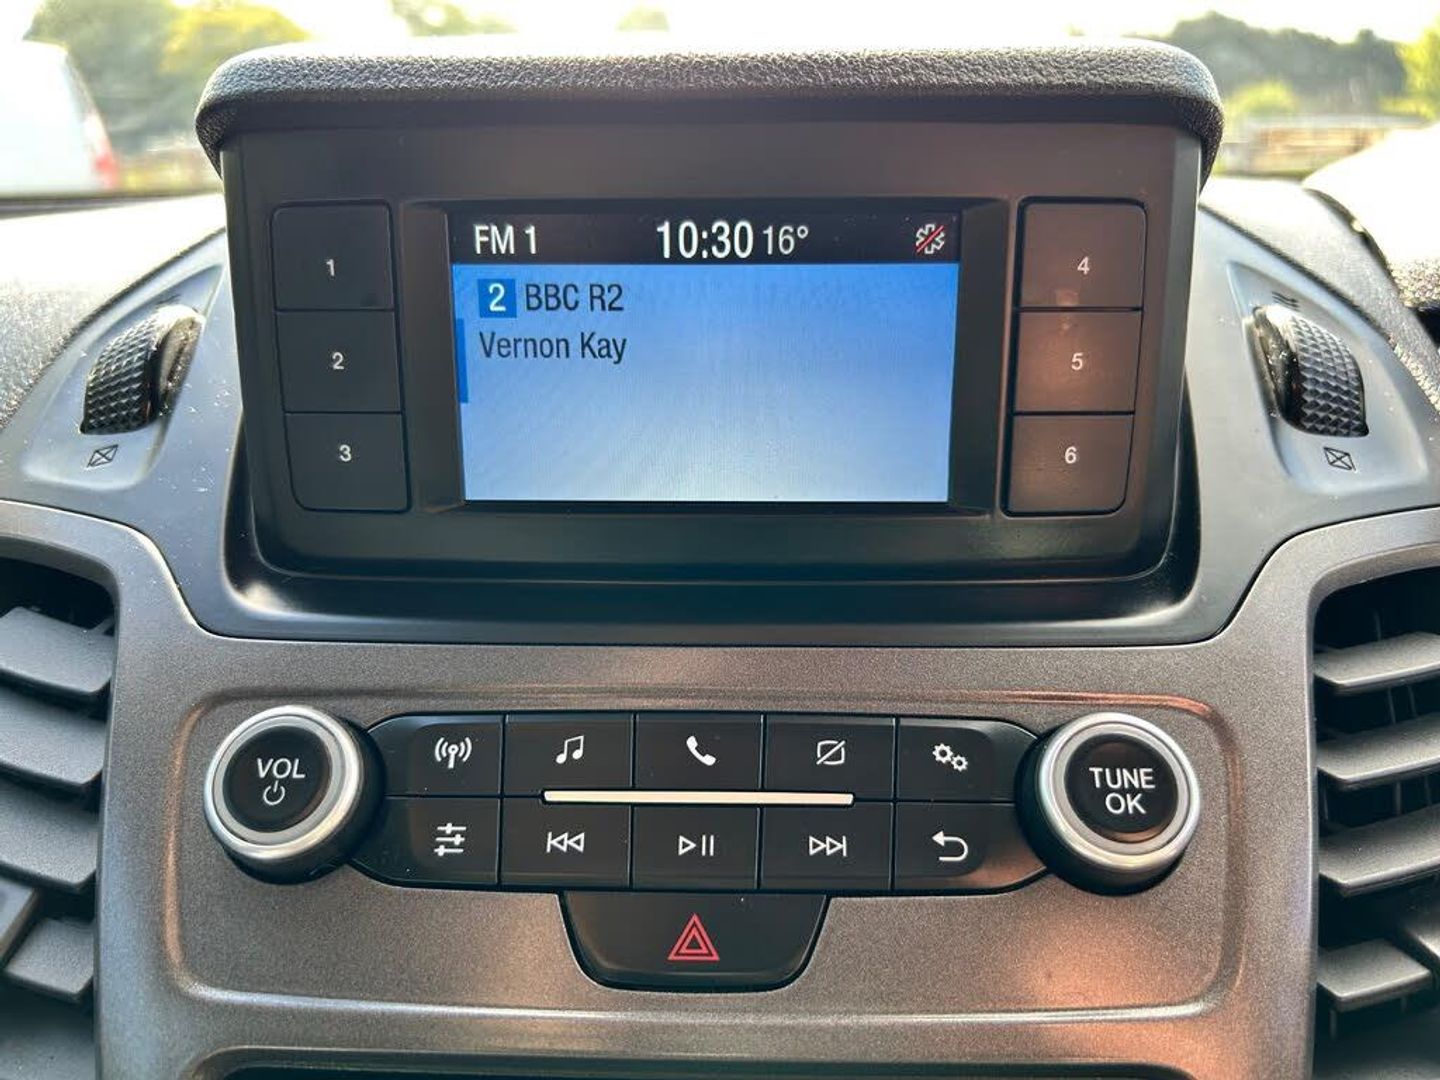 FM 1 10:30 16°
2 BBC R2
Vernon Kay
1
2
3
4
5
6
VOL
TUNE
OK